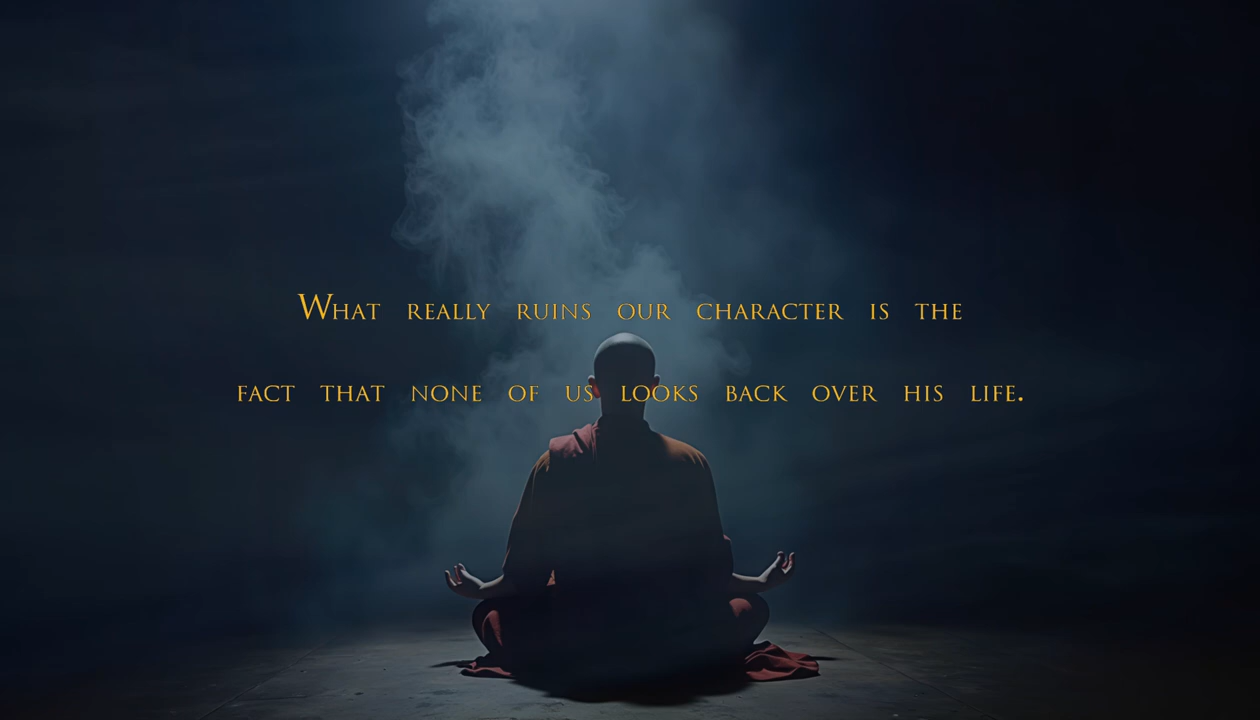 What really ruins our character is the
fact that none of us looks back over his life.